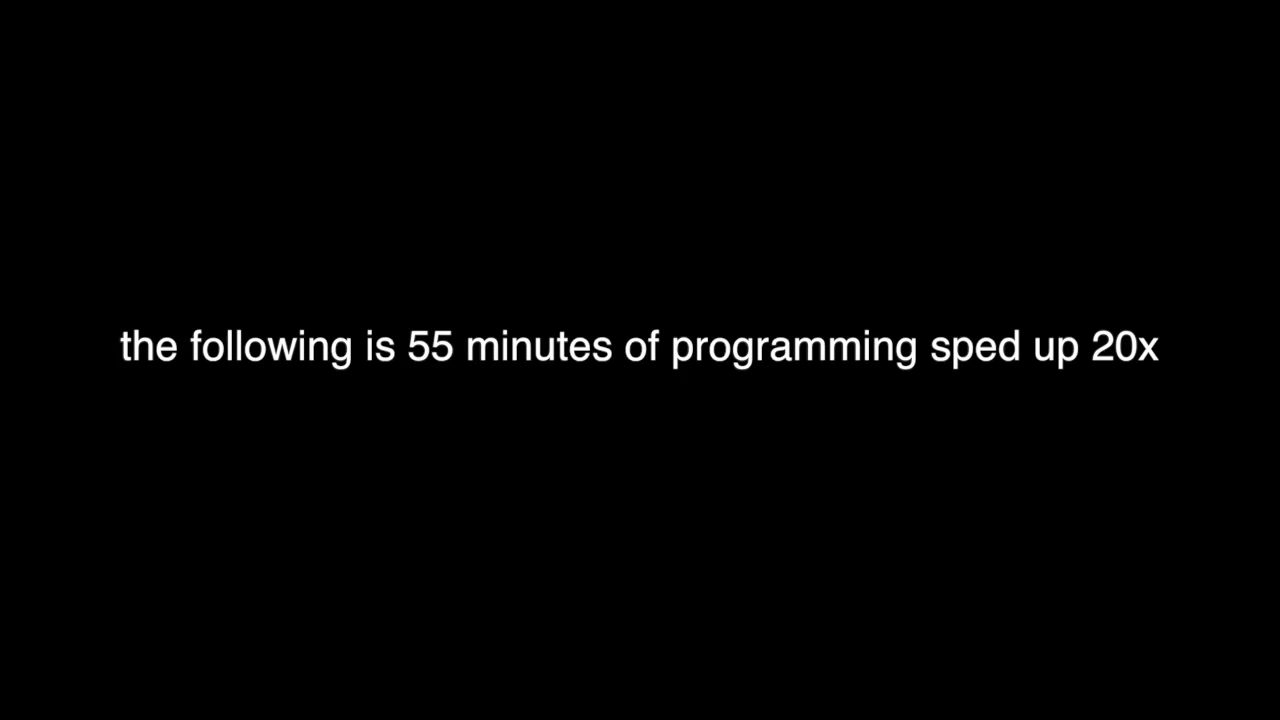 the following is 55 minutes of programming sped up 20x